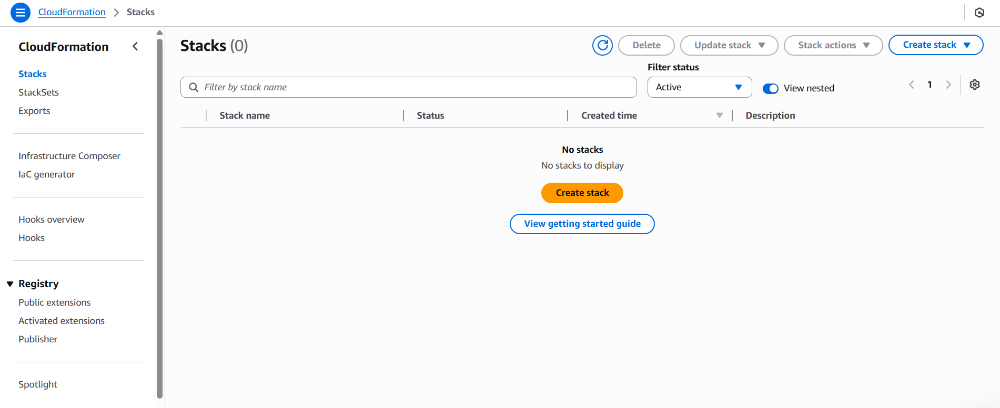 CloudFormation > Stacks
CloudFormation
Stacks
StackSets
Exports
Infrastructure Composer
IaC generator
Hooks overview
Hooks
Registry
Public extensions
Activated extensions
Publisher
Spotlight
Stacks (0)
Delete
Update stack
Stack actions
Create stack
Filter status
Filter by stack name
Active
View nested
1
Stack name
Status
Created time
Description
No stacks
No stacks to display
Create stack
View getting started guide